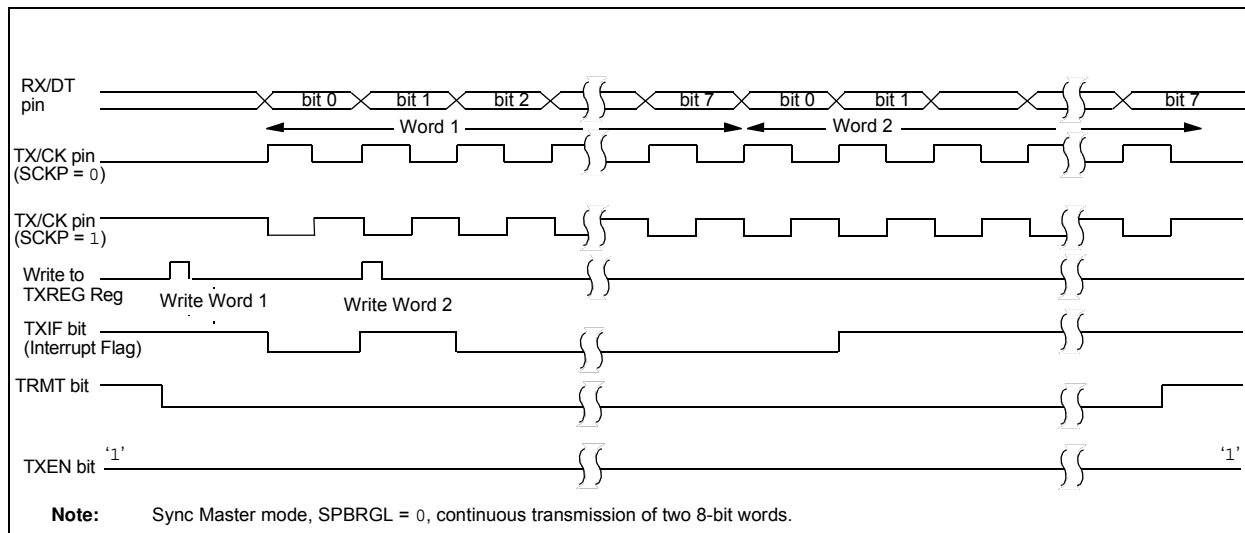 RX/DT
pin
bit 0 bit 1 bit 2 bit 7 bit 0 bit 1 bit 7
Word 1 Word 2
TX/CK pin
(SCKP = 0)
TX/CK pin
(SCKP = 1)
Write to
TXREG Reg
Write Word 1 Write Word 2
TXIF bit
(Interrupt Flag)
TRMT bit
‘1’ ‘1’
TXEN bit
Note: Sync Master mode, SPBRGL = 0, continuous transmission of two 8-bit words.